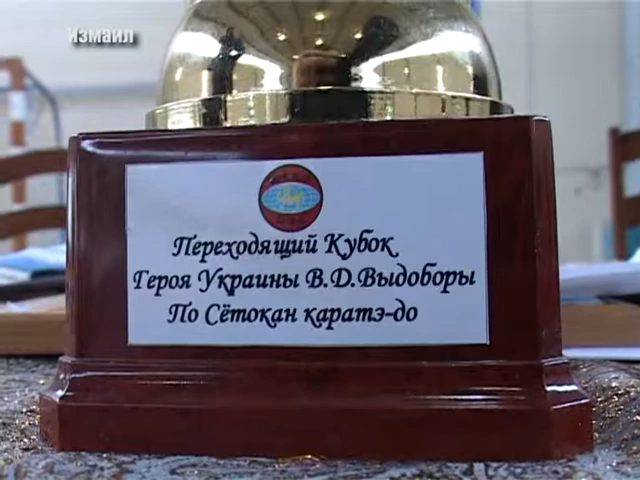 Измаил
Переходящий Кубок
Героя Украины В.Д.Выдоборы
По Сётокан каратэ-до